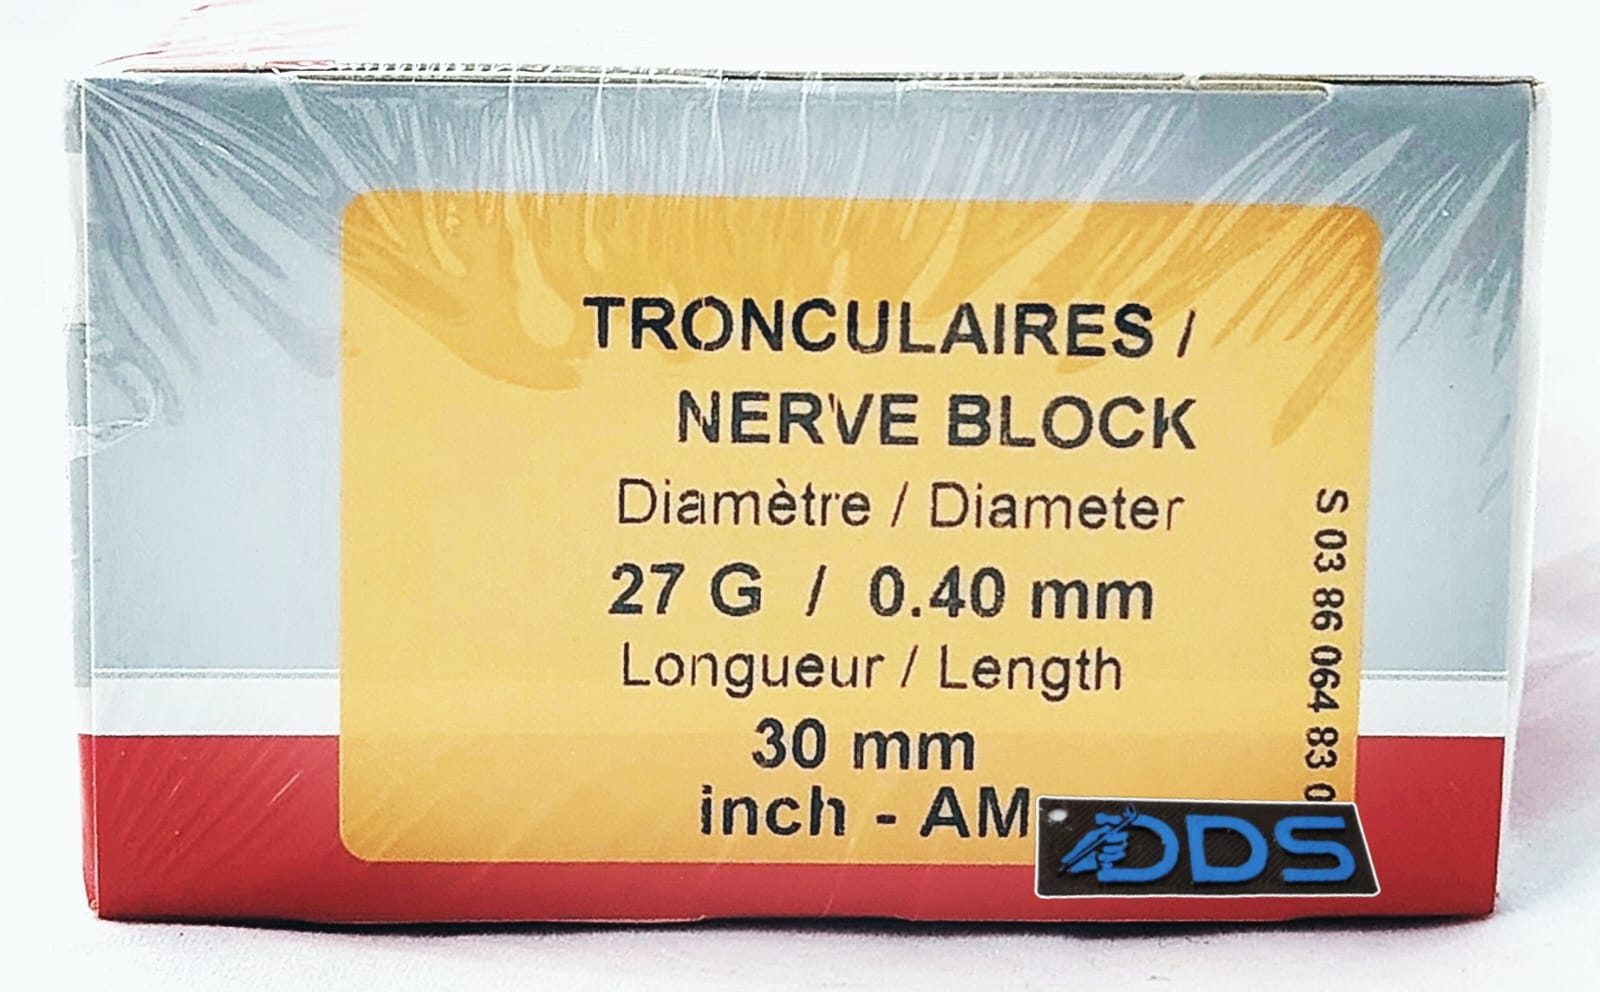 TRONCULAIRES /
NERVE BLOCK
Diamètre / Diameter
27 G / 0.40 mm
Longueur / Length
30 mm
inch - AM
S 03 86 064 83 0
DDS